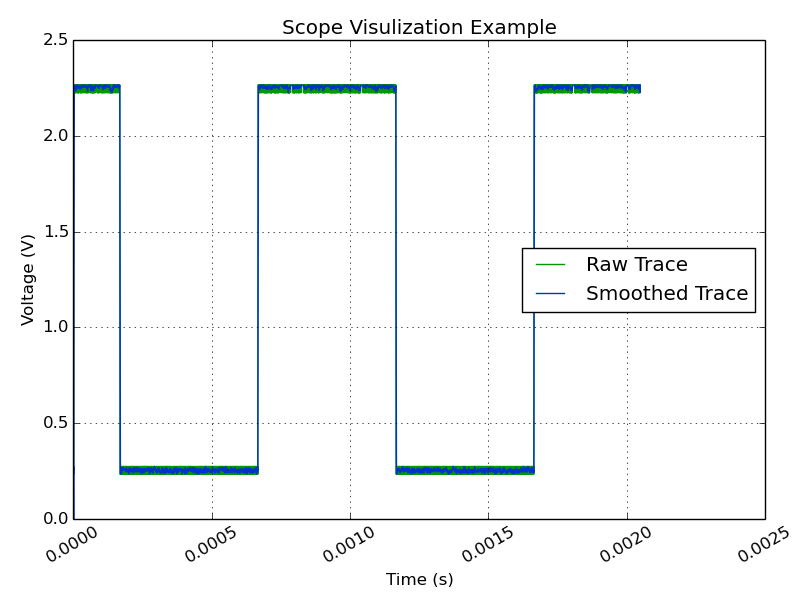 Scope Visulization Example
2.5
2.0
1.5
1.0
0.5
0.0
Voltage (V)
Raw Trace
Smoothed Trace
0.0000
0.0005
0.0010
0.0015
0.0020
0.0025
Time (s)